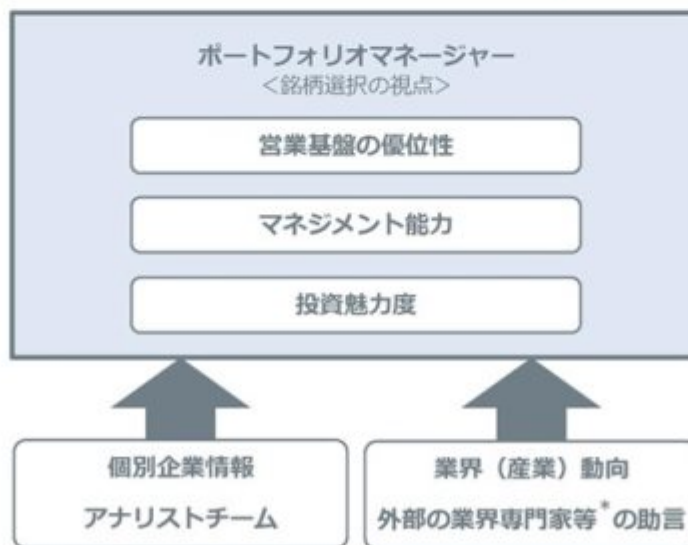 ポートフォリオマネージャー
＜銘柄選択の視点＞
営業基盤の優位性
マネジメント能力
投資魅力度
個別企業情報
アナリストチーム
業界（産業）動向
外部の業界専門家等*の助言